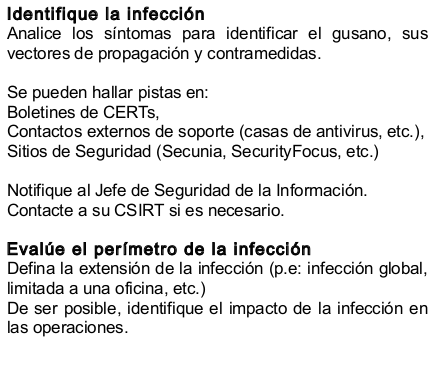 Identifique la infección
Analice los síntomas para identificar el gusano, sus
vectores de propagación y contramedidas.
Se pueden hallar pistas en:
Boletines de CERTs,
Contactos externos de soporte (casas de antivirus, etc.),
Sitios de Seguridad (Secunia, SecurityFocus, etc.)
Notifique al Jefe de Seguridad de la Información.
Contacte a su CSIRT si es necesario.
Evalúe el perímetro de la infección
Defina la extensión de la infección (p.e: infección global,
limitada a una oficina, etc.)
De ser posible, identifique el impacto de la infección en
las operaciones.